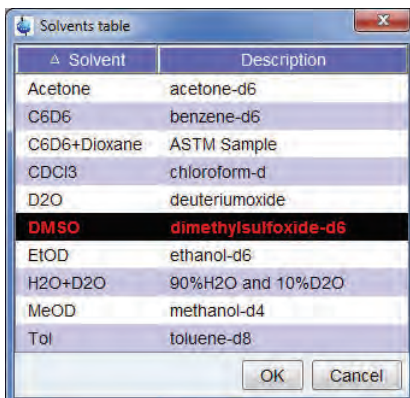 Solvents table
△ Solvent Description
Acetone acetone-d6
C6D6 benzene-d6
C6D6+Dioxane ASTM Sample
CDCl3 chloroform-d
D2O deuteriumoxide
DMSO dimethylsulfoxide-d6
EtOD ethanol-d6
H2O+D2O 90%H2O and 10%D2O
MeOD methanol-d4
Tol toluene-d8
OK Cancel